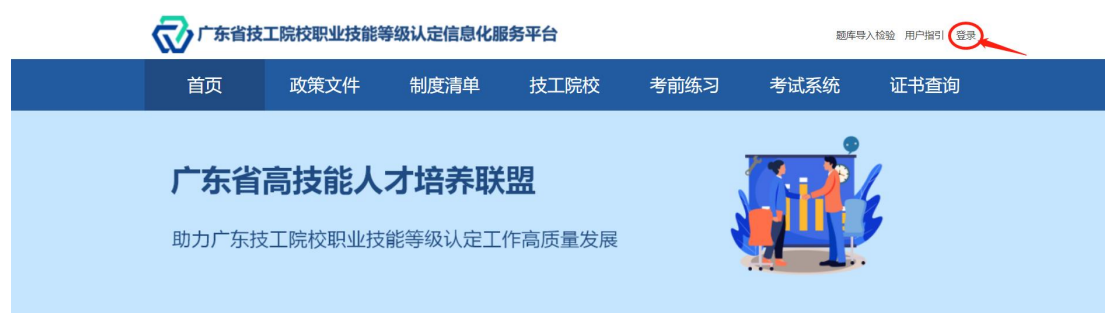 广东省技工院校职业技能等级认定信息化服务平台
题库导入检验 用户指引 登录
首页 政策文件 制度清单 技工院校 考前练习 考试系统 证书查询
广东省高技能人才培养联盟
助力广东技工院校职业技能等级认定工作高质量发展